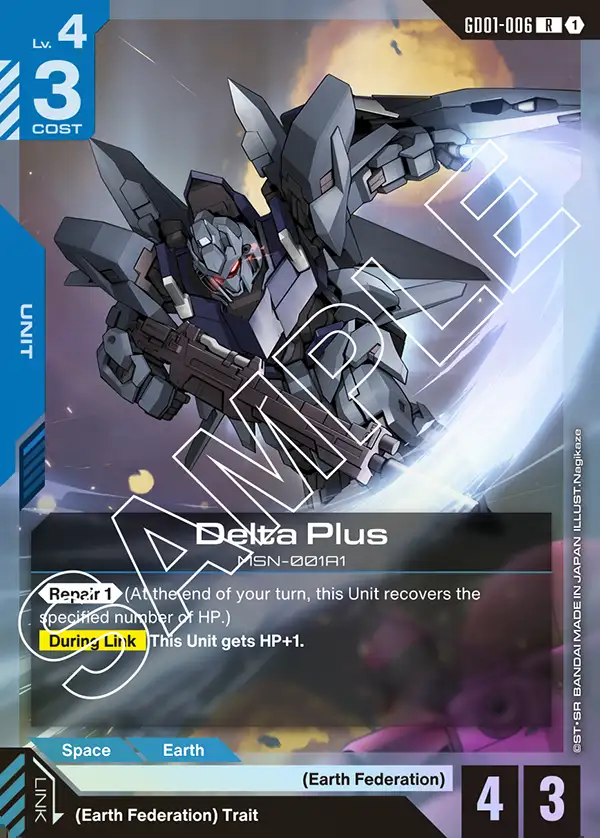 GD01-006 R 1
Lv. 4
3
COST
UNIT
SAMPLE
Delta Plus
MSN-001A1
Repair 1 (At the end of your turn, this Unit recovers the
specified number of HP.)
During Link This Unit gets HP+1.
Space Earth
(Earth Federation)
LINK
(Earth Federation) Trait
4 3
©ST・SR BANDAI MADE IN JAPAN ILLUST.Nagikaze